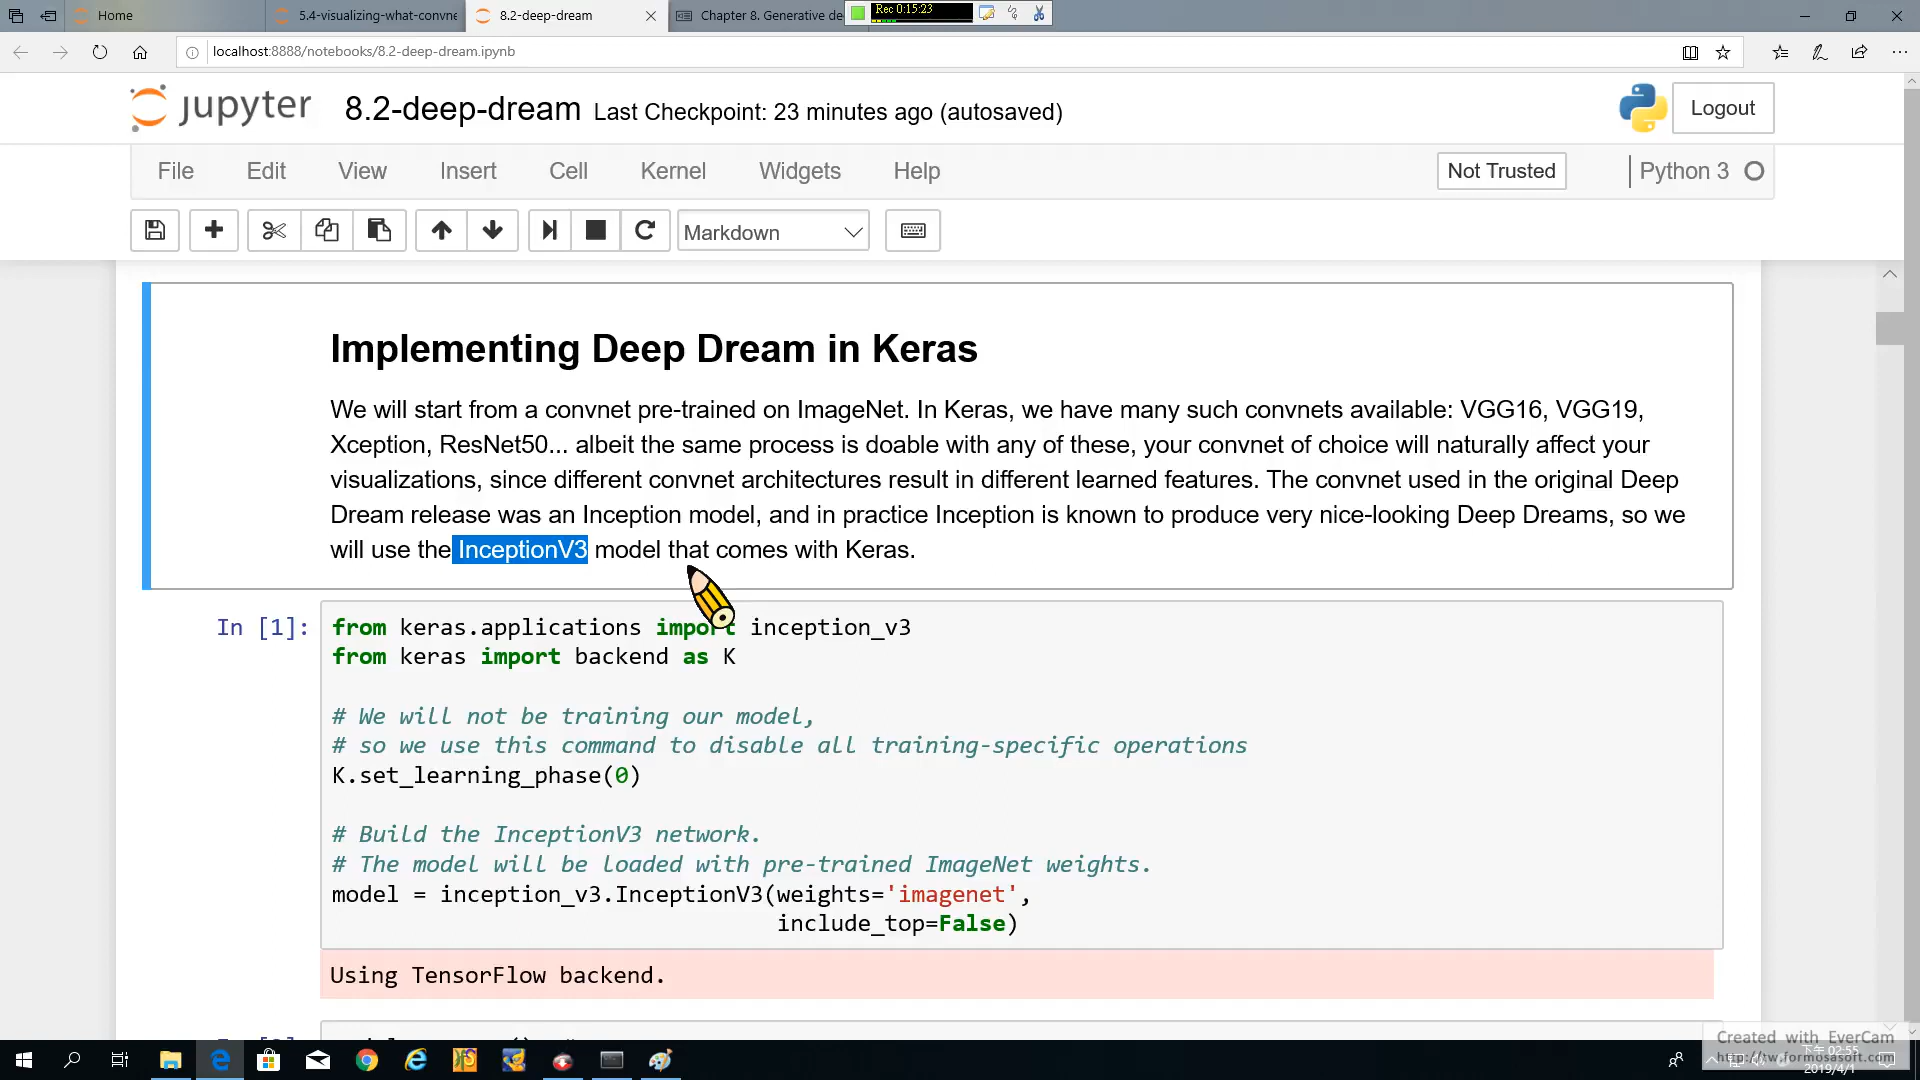 Home
5.4-visualizing-what-convne
8.2-deep-dream
Chapter 8. Generative de
Rec 0:15:23
localhost:8888/notebooks/8.2-deep-dream.ipynb
jupyter
8.2-deep-dream Last Checkpoint: 23 minutes ago (autosaved)
Logout
File Edit View Insert Cell Kernel Widgets Help
Not Trusted
Python 3
Markdown
Implementing Deep Dream in Keras
We will start from a convnet pre-trained on ImageNet. In Keras, we have many such convnets available: VGG16, VGG19,
Xception, ResNet50... albeit the same process is doable with any of these, your convnet of choice will naturally affect your
visualizations, since different convnet architectures result in different learned features. The convnet used in the original Deep
Dream release was an Inception model, and in practice Inception is known to produce very nice-looking Deep Dreams, so we
will use the InceptionV3 model that comes with Keras.
In [1]:
from keras.applications import inception_v3
from keras import backend as K
# We will not be training our model,
# so we use this command to disable all training-specific operations
K.set_learning_phase(0)
# Build the InceptionV3 network.
# The model will be loaded with pre-trained ImageNet weights.
model = inception_v3.InceptionV3(weights='imagenet',
include_top=False)
Using TensorFlow backend.
Created with EverCam
http://tw.formosasoft.com
下午 02:55
2019/4/1